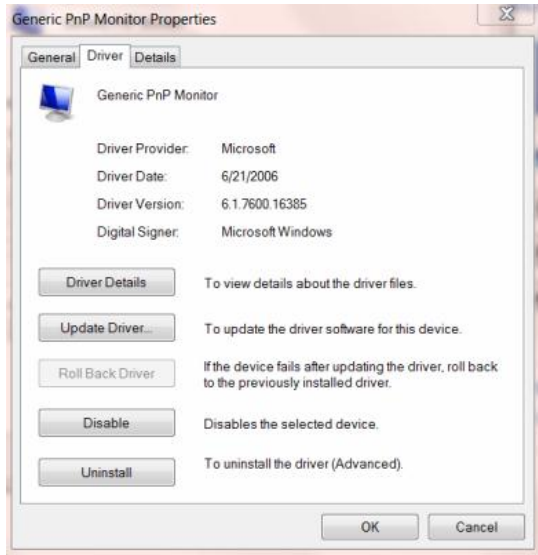 Generic PnP Monitor Properties
General Driver Details
Generic PnP Monitor
Driver Provider: Microsoft
Driver Date: 6/21/2006
Driver Version: 6.1.7600.16385
Digital Signer: Microsoft Windows
Driver Details To view details about the driver files.
Update Driver... To update the driver software for this device.
Roll Back Driver If the device fails after updating the driver, roll back
to the previously installed driver.
Disable Disables the selected device.
Uninstall To uninstall the driver (Advanced).
OK Cancel